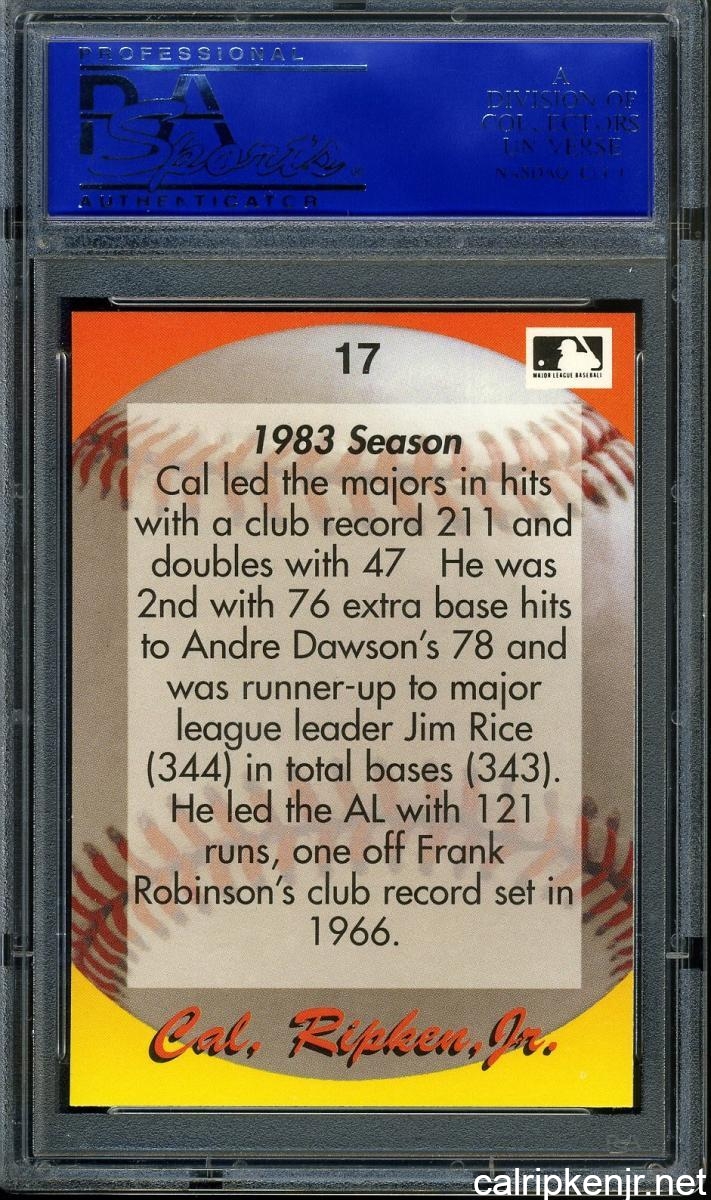 PROFESSIONAL
PSA
Sports
AUTHENTICATOR
A
DIVISION OF
COLLECTORS
UNIVERSE
17
MAJOR LEAGUE BASEBALL
1983 Season
Cal led the majors in hits
with a club record 211 and
doubles with 47 He was
2nd with 76 extra base hits
to Andre Dawson's 78 and
was runner-up to major
league leader Jim Rice
(344) in total bases (343).
He led the AL with 121
runs, one off Frank
Robinson's club record set in
1966.
Cal, Ripken, Jr.
PSA
calripkenjr.net